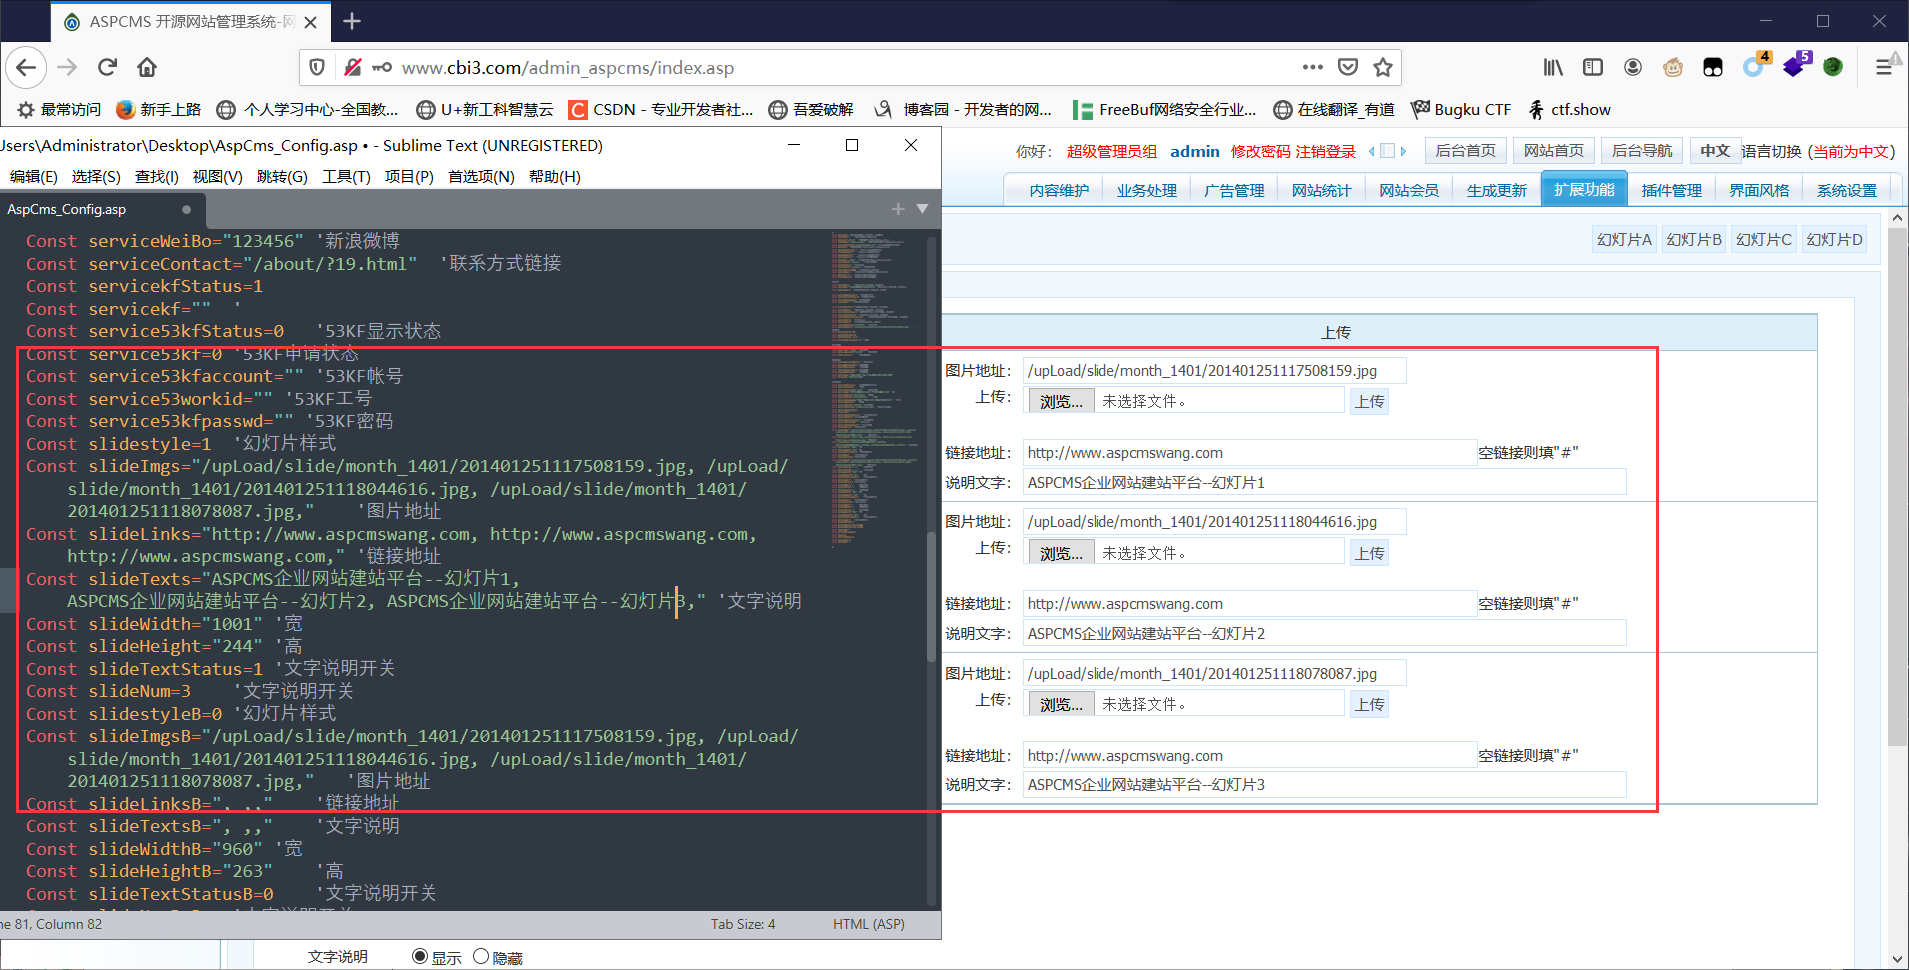 ASPCMS 开源网站管理系统-网
www.cbi3.com/admin_aspcms/index.asp
4
5
最常访问 新手上路 个人学习中心-全国教... U+新工科智慧云 CSDN - 专业开发者社... 吾爱破解 博客园 - 开发者的网... FreeBuf网络安全行业... 在线翻译_有道 Bugku CTF ctf.show
Jsers\Administrator\Desktop\AspCms_Config.asp • - Sublime Text (UNREGISTERED)
编辑(E) 选择(S) 查找(I) 视图(V) 跳转(G) 工具(T) 项目(P) 首选项(N) 帮助(H)
AspCms_Config.asp
Const serviceWeiBo="123456" '新浪微博
Const serviceContact="/about/?19.html" '联系方式链接
Const servicekfStatus=1
Const servicekf="" '
Const service53kfStatus=0 '53KF显示状态
Const service53kf=0 '53KF申请状态
Const service53kfaccount="" '53KF帐号
Const service53workid="" '53KF工号
Const service53kfpasswd="" '53KF密码
Const slidestyle=1 '幻灯片样式
Const slideImgs="/upLoad/slide/month_1401/201401251117508159.jpg, /upLoad/
slide/month_1401/201401251118044616.jpg, /upLoad/slide/month_1401/
201401251118078087.jpg," '图片地址
Const slideLinks="http://www.aspcmswang.com, http://www.aspcmswang.com,
http://www.aspcmswang.com," '链接地址
Const slideTexts="ASPCMS企业网站建站平台--幻灯片1,
ASPCMS企业网站建站平台--幻灯片2, ASPCMS企业网站建站平台--幻灯片3," '文字说明
Const slideWidth="1001" '宽
Const slideHeight="244" '高
Const slideTextStatus=1 '文字说明开关
Const slideNum=3 '文字说明开关
Const slidestyleB=0 '幻灯片样式
Const slideImgsB="/upLoad/slide/month_1401/201401251117508159.jpg, /upLoad/
slide/month_1401/201401251118044616.jpg, /upLoad/slide/month_1401/
201401251118078087.jpg," '图片地址
Const slideLinksB=", ,," '链接地址
Const slideTextsB=", ,," '文字说明
Const slideWidthB="960" '宽
Const slideHeightB="263" '高
Const slideTextStatusB=0 '文字说明开关
ne 81, Column 82 Tab Size: 4 HTML (ASP)
你好： 超级管理员组 admin 修改密码 注销登录 后台首页 网站首页 后台导航 中文 语言切换 (当前为中文)
内容维护 业务处理 广告管理 网站统计 网站会员 生成更新 扩展功能 插件管理 界面风格 系统设置
幻灯片A 幻灯片B 幻灯片C 幻灯片D
上传
图片地址： /upLoad/slide/month_1401/201401251117508159.jpg
上传： 浏览... 未选择文件。 上传
链接地址： http://www.aspcmswang.com 空链接则填"#"
说明文字： ASPCMS企业网站建站平台--幻灯片1
图片地址： /upLoad/slide/month_1401/201401251118044616.jpg
上传： 浏览... 未选择文件。 上传
链接地址： http://www.aspcmswang.com 空链接则填"#"
说明文字： ASPCMS企业网站建站平台--幻灯片2
图片地址： /upLoad/slide/month_1401/201401251118078087.jpg
上传： 浏览... 未选择文件。 上传
链接地址： http://www.aspcmswang.com 空链接则填"#"
说明文字： ASPCMS企业网站建站平台--幻灯片3
文字说明 显示 隐藏